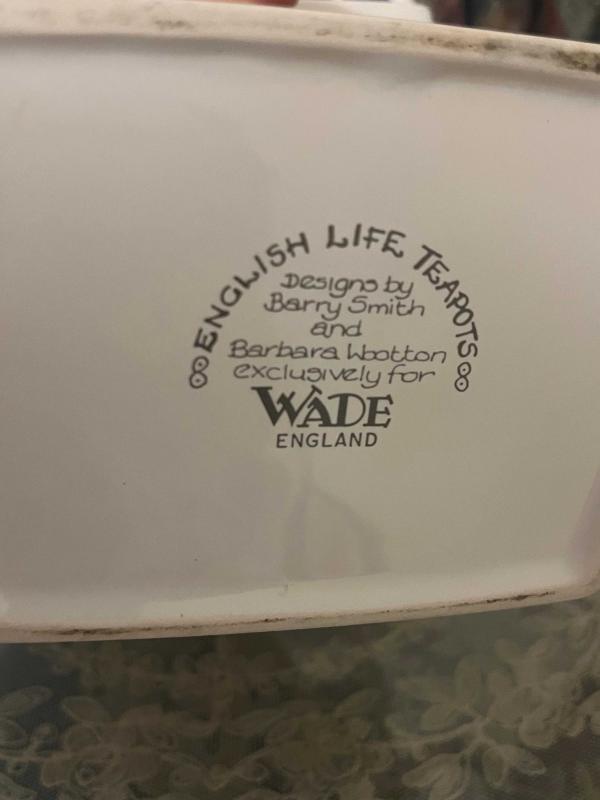 ENGLISH LIFE TEAPOTS
Designs by
Barry Smith
and
Barbara Wootton
exclusively for
WADE
ENGLAND